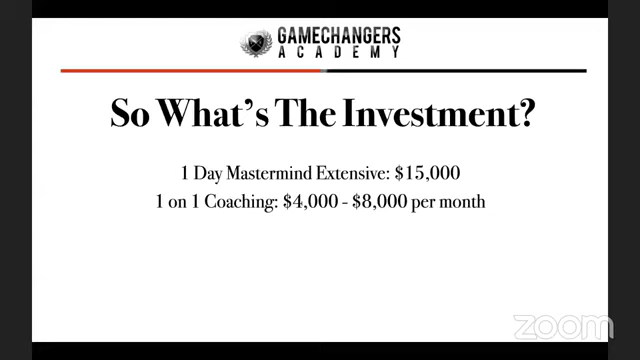 GAMECHANGERS
ACADEMY
So What's The Investment?
1 Day Mastermind Extensive: $15,000
1 on 1 Coaching: $4,000 - $8,000 per month
zoom